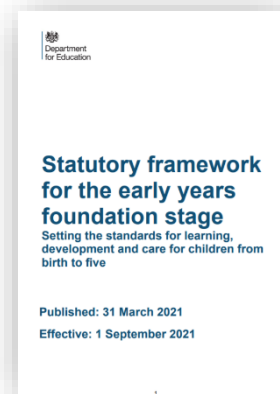 Department
for Education
Statutory framework
for the early years
foundation stage
Setting the standards for learning,
development and care for children from
birth to five
Published: 31 March 2021
Effective: 1 September 2021